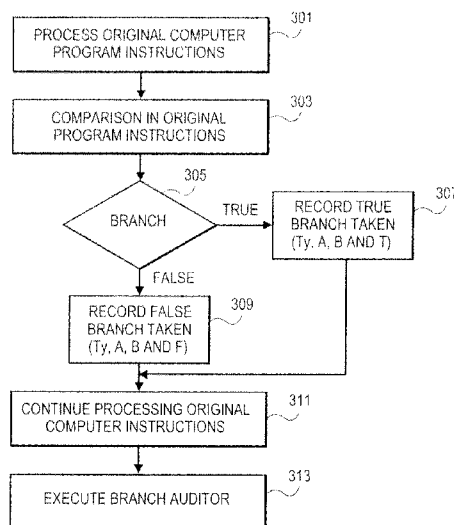 301
PROCESS ORIGINAL COMPUTER
PROGRAM INSTRUCTIONS
303
COMPARISON IN ORIGINAL
PROGRAM INSTRUCTIONS
305
BRANCH
TRUE
307
RECORD TRUE
BRANCH TAKEN
(Ty, A, B AND T)
FALSE
309
RECORD FALSE
BRANCH TAKEN
(Ty, A, B AND F)
311
CONTINUE PROCESSING ORIGINAL
COMPUTER INSTRUCTIONS
313
EXECUTE BRANCH AUDITOR